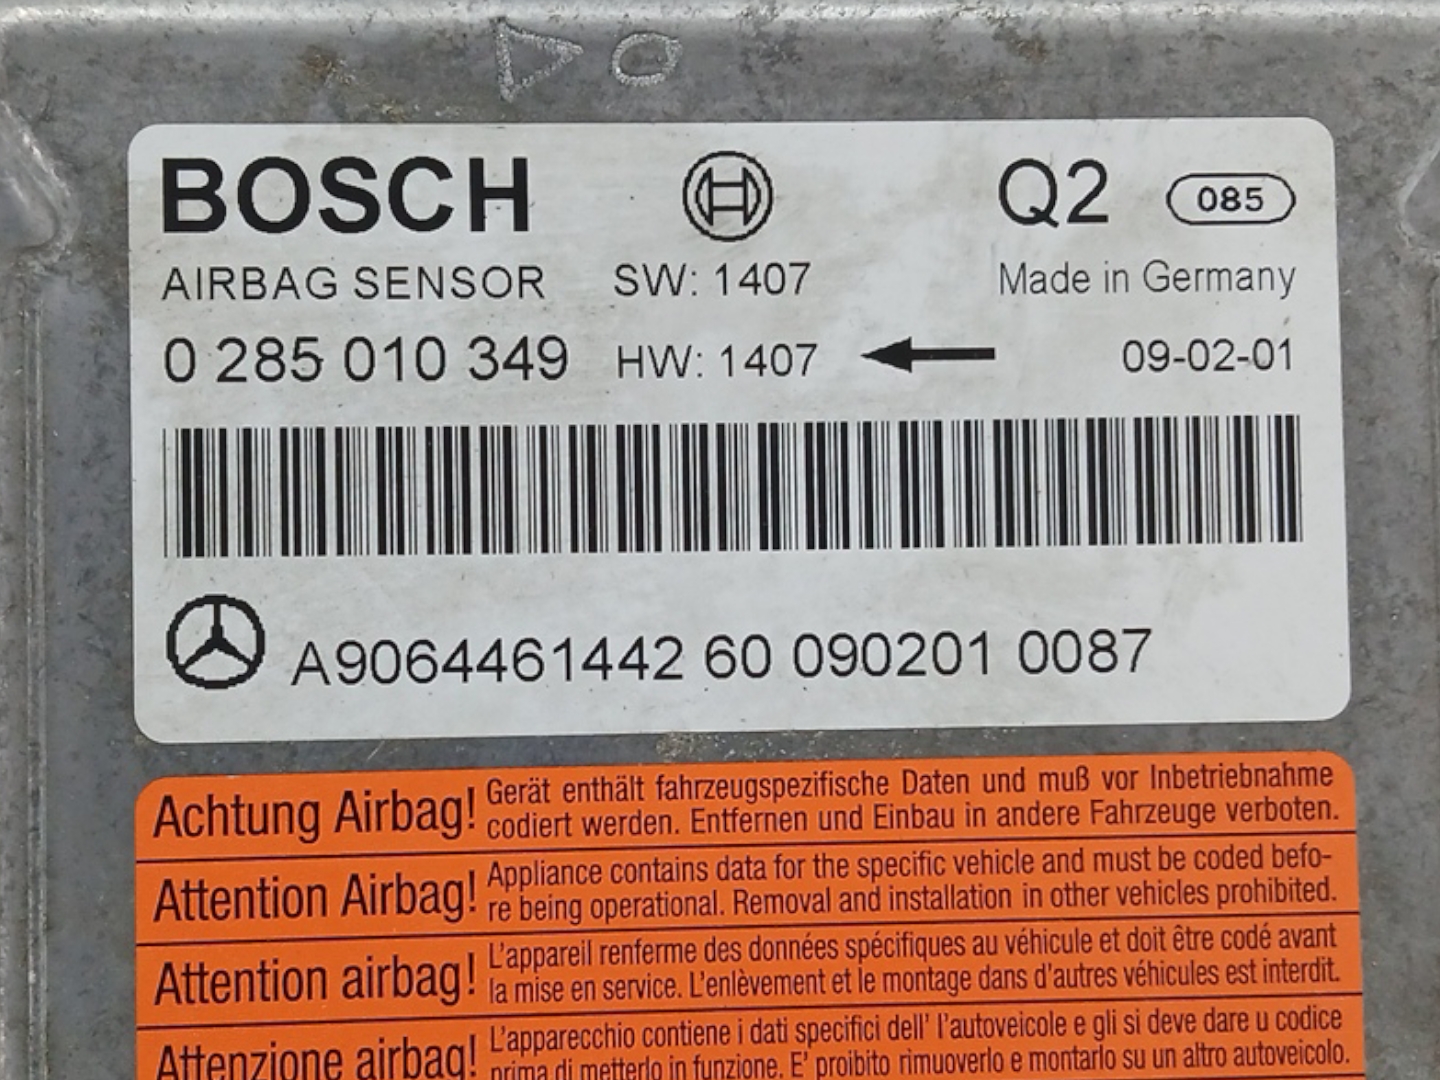 BOSCH Q2 085
AIRBAG SENSOR SW: 1407 Made in Germany
0 285 010 349 HW: 1407 09-02-01
A9064461442 60 090201 0087
Achtung Airbag! Gerät enthält fahrzeugspezifische Daten und muß vor Inbetriebnahme
codiert werden. Entfernen und Einbau in andere Fahrzeuge verboten.
Attention Airbag! Appliance contains data for the specific vehicle and must be coded befo-
re being operational. Removal and installation in other vehicles prohibited.
Attention airbag! L'appareil renferme des données spécifiques au véhicule et doit être codé avant
la mise en service. L'enlèvement et le montage dans d'autres véhicules est interdit.
Attenzione airbag! L'apparecchio contiene i dati specifici dell' l'autoveicole e gli si deve dare u codice
prima di metterlo in funzione. E' proibito rimuoverlo e montarlo su un altro autoveicolo.